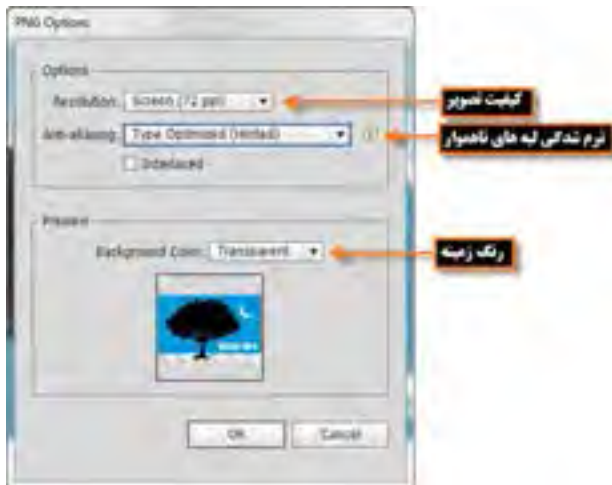 PNG Options
Options
Resolution: Screen (72 ppi)
کیفیت تصویر
Anti-aliasing: Type Optimized (Hinted)
نرم شدگی لبه های ناهموار
Interlaced
Preview
Background Color: Transparent
رنگ زمینه
OK
Cancel